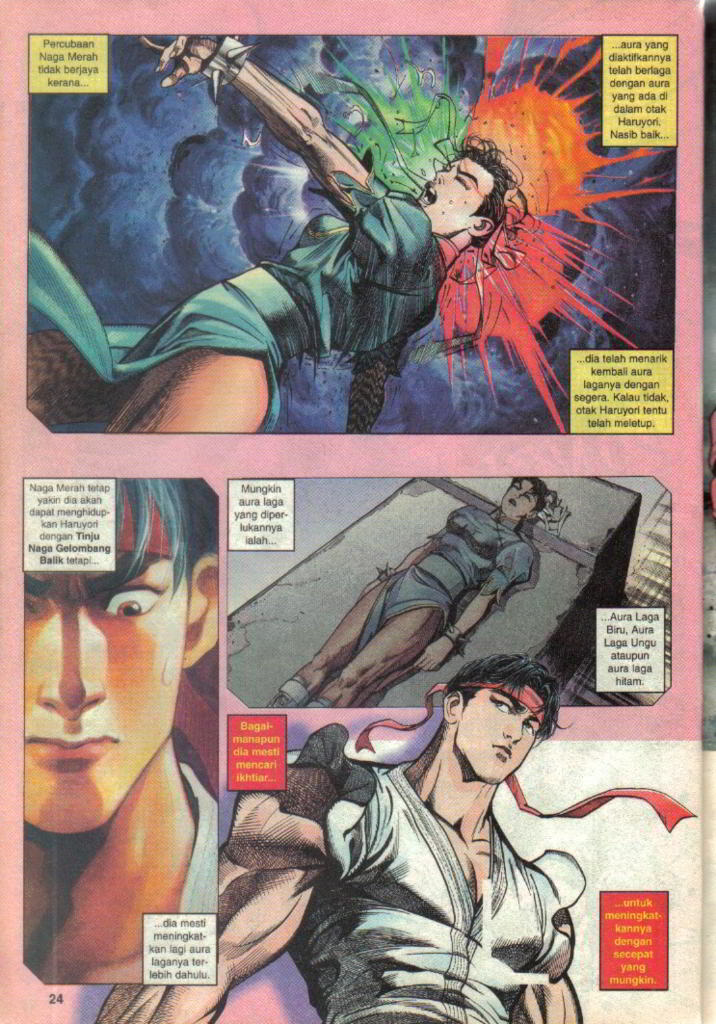 Percubaan
Naga Merah
tidak berjaya
kerana...
...aura yang
diaktifkannya
telah berlaga
dengan aura
yang ada di
dalam otak
Haruyori.
Nasib baik...
...dia telah menarik
kembali aura
laganya dengan
segera. Kalau tidak,
otak Haruyori tentu
telah meletup.
Naga Merah tetap
yakin dia akan
dapat menghidup-
kan Haruyori
dengan Tinju
Naga Gelombang
Balik tetapi...
...dia mesti
meningkat-
kan lagi aura
laganya ter-
lebih dahulu.
Mungkin
aura laga
yang diper-
lukannya
ialah...
...Aura Laga
Biru, Aura
Laga Ungu
ataupun
aura laga
hitam.
Bagai-
manapun
dia mesti
mencari
ikhtiar...
...untuk
meningkat-
kannya
dengan
secepat
yang
mungkin.
24